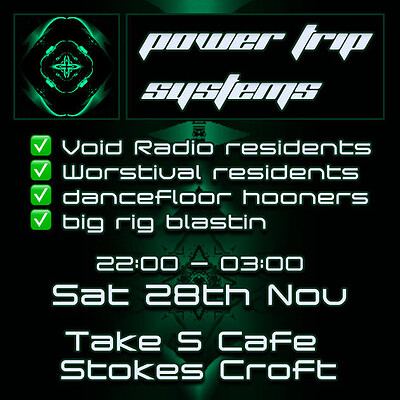 power trip
systems
✅ Void Radio residents
✅ Worstival residents
✅ dancefloor hooners
✅ big rig blastin
22:00 – 03:00
Sat 28th Nov
Take 5 Cafe
Stokes Croft